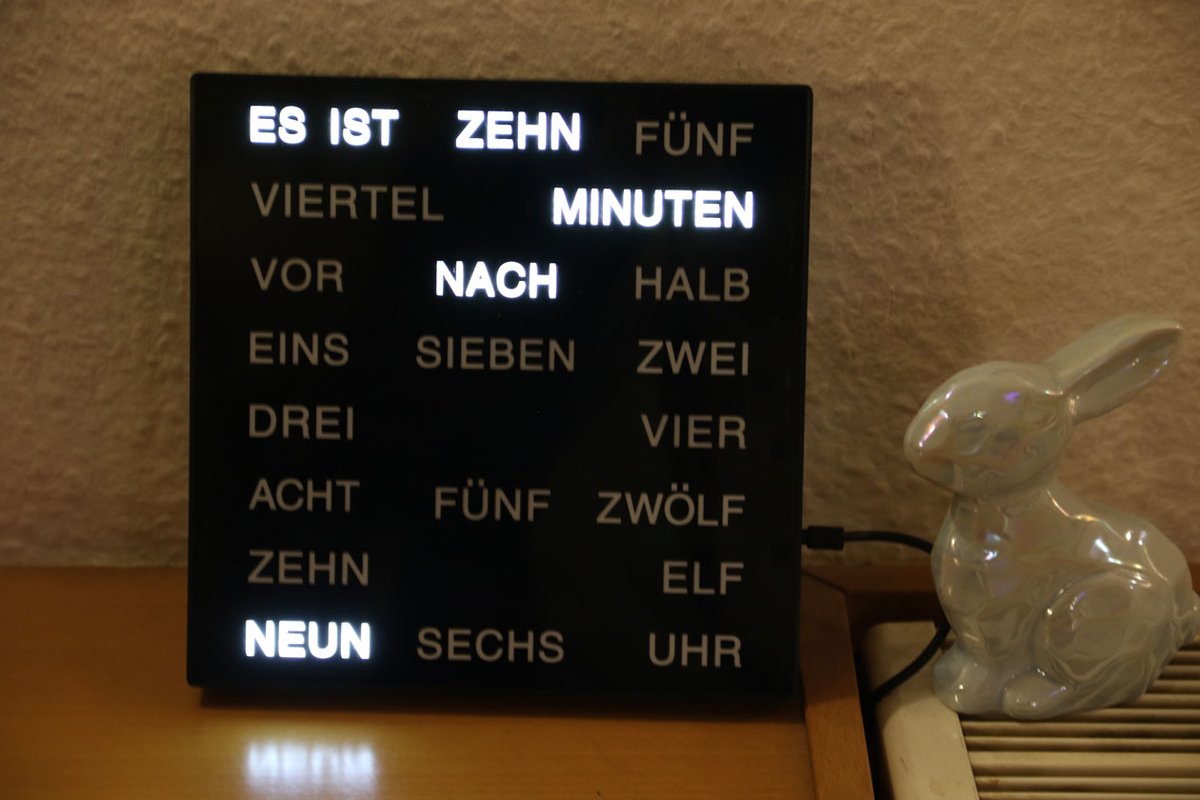 ES IST ZEHN FÜNF
VIERTEL MINUTEN
VOR NACH HALB
EINS SIEBEN ZWEI
DREI VIER
ACHT FÜNF ZWÖLF
ZEHN ELF
NEUN SECHS UHR